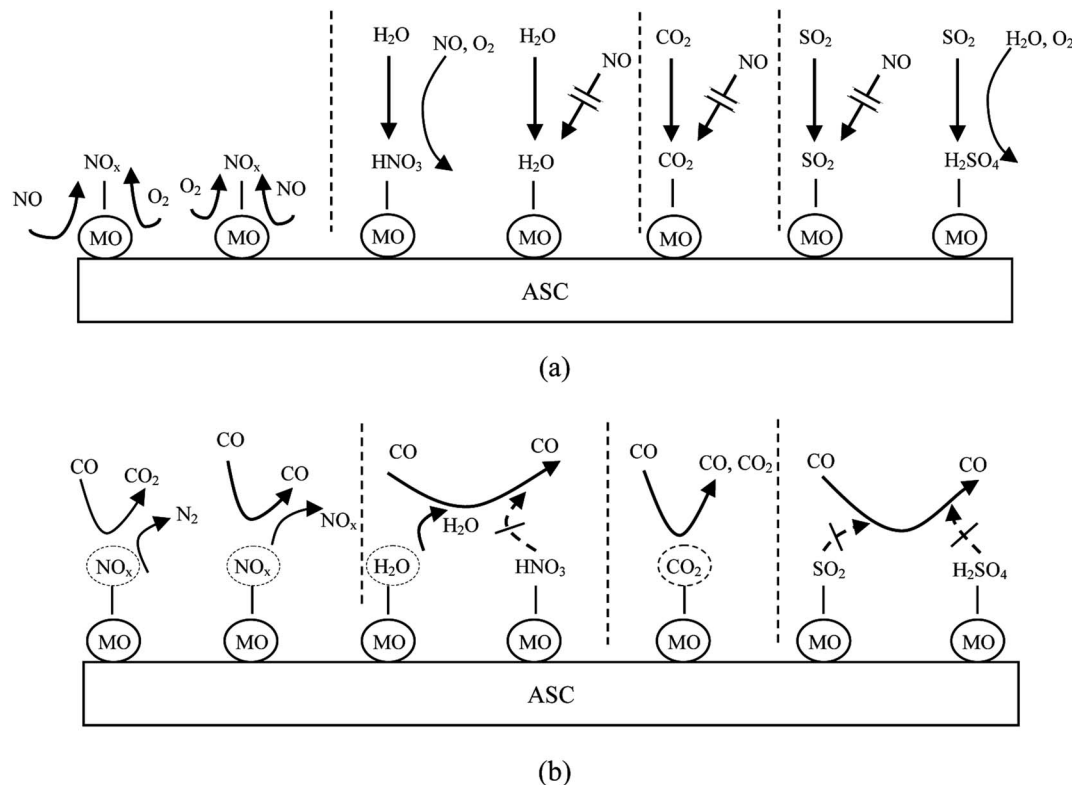 H₂O NO, O₂ H₂O CO₂ NO SO₂ NO SO₂ H₂O, O₂
NO
NOₓ NOₓ HNO₃ H₂O CO₂ SO₂ H₂SO₄
NO O₂ O₂ NO
MO MO MO MO MO MO MO
ASC
(a)
CO CO CO CO CO CO
CO CO₂ CO CO, CO₂ CO
N₂ NOₓ H₂O
NOₓ NOₓ H₂O HNO₃ CO₂ SO₂ H₂SO₄
MO MO MO MO MO MO MO
ASC
(b)